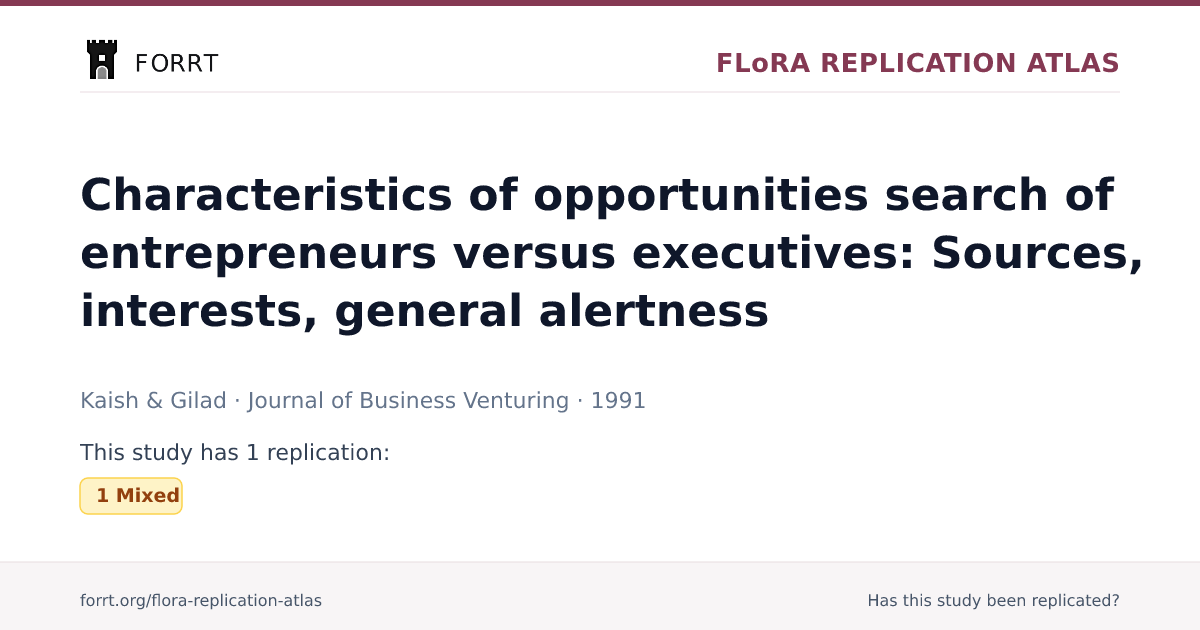 FORRT
FLoRA REPLICATION ATLAS
Characteristics of opportunities search of
entrepreneurs versus executives: Sources,
interests, general alertness
Kaish & Gilad · Journal of Business Venturing · 1991
This study has 1 replication:
1 Mixed
forrt.org/flora-replication-atlas
Has this study been replicated?